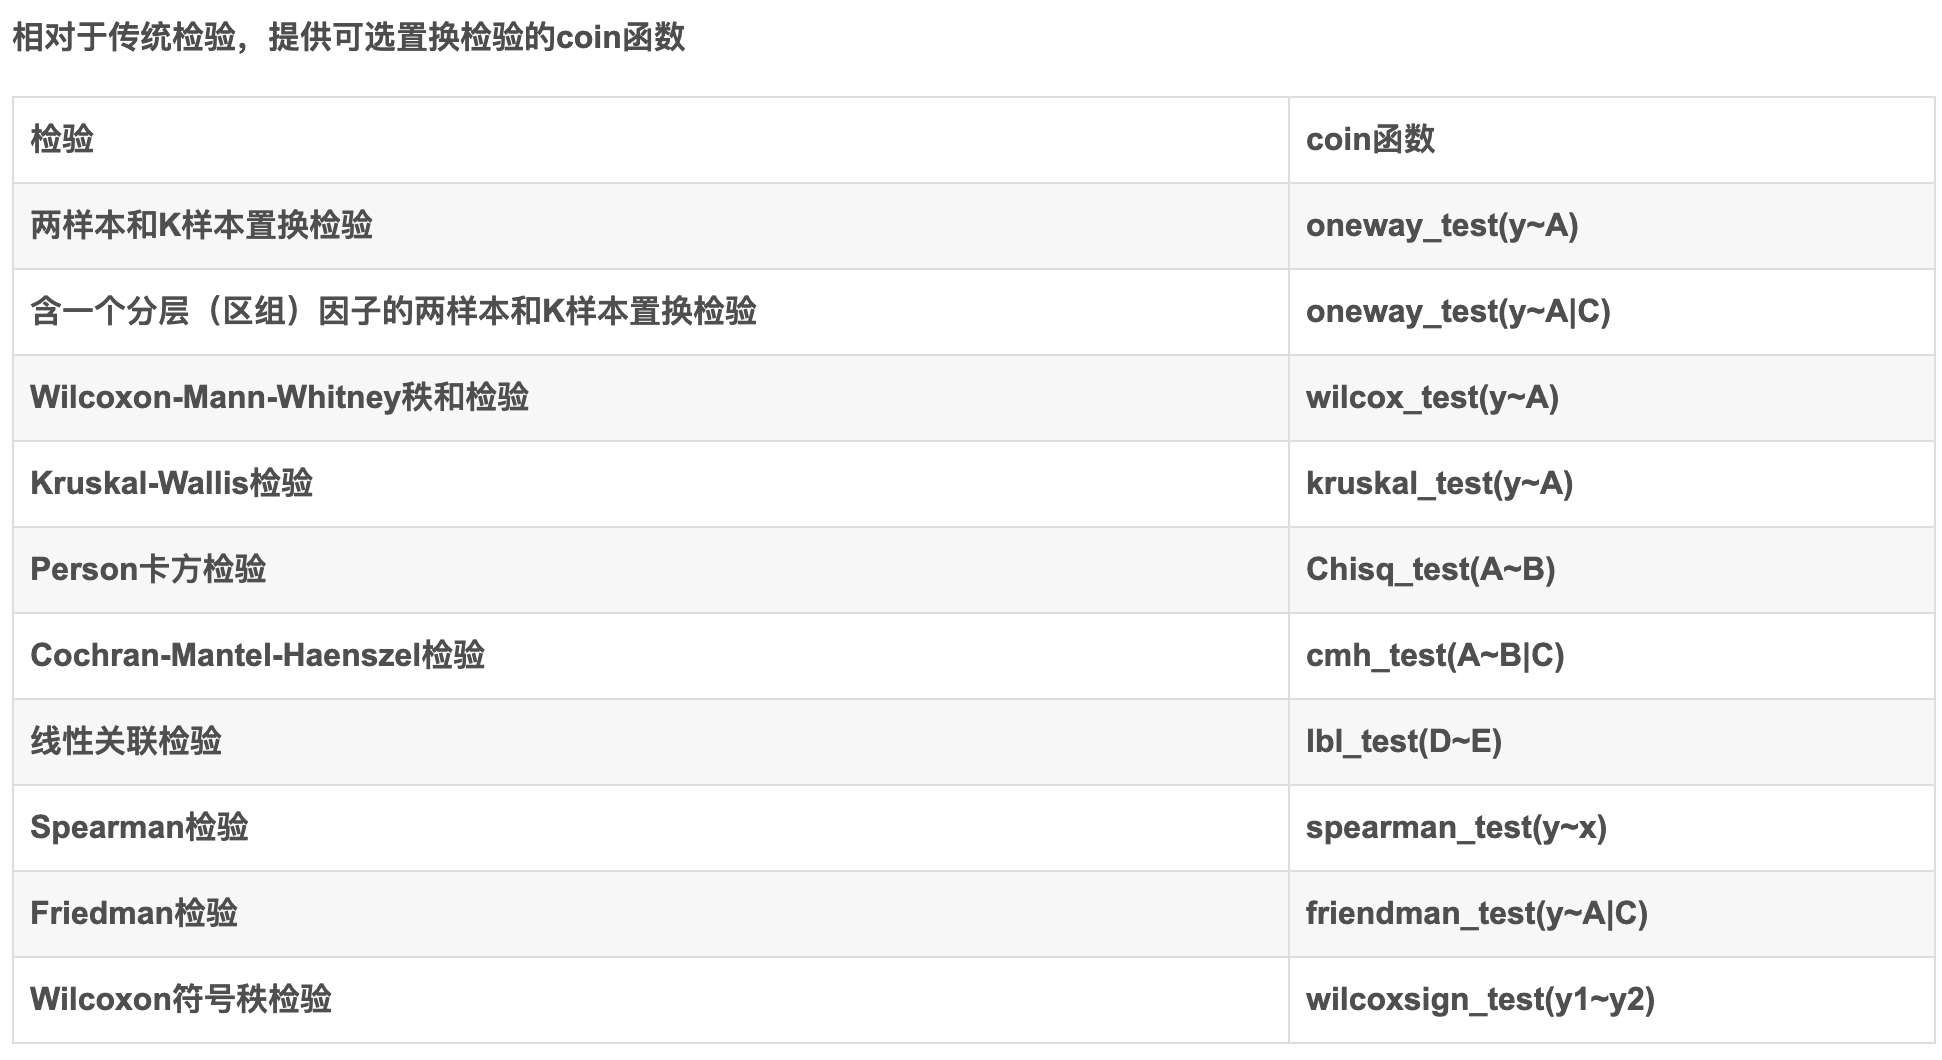 相对于传统检验，提供可选置换检验的coin函数
检验 coin函数
两样本和K样本置换检验 oneway_test(y~A)
含一个分层（区组）因子的两样本和K样本置换检验 oneway_test(y~A|C)
Wilcoxon-Mann-Whitney秩和检验 wilcox_test(y~A)
Kruskal-Wallis检验 kruskal_test(y~A)
Person卡方检验 Chisq_test(A~B)
Cochran-Mantel-Haenszel检验 cmh_test(A~B|C)
线性关联检验 lbl_test(D~E)
Spearman检验 spearman_test(y~x)
Friedman检验 friendman_test(y~A|C)
Wilcoxon符号秩检验 wilcoxsign_test(y1~y2)